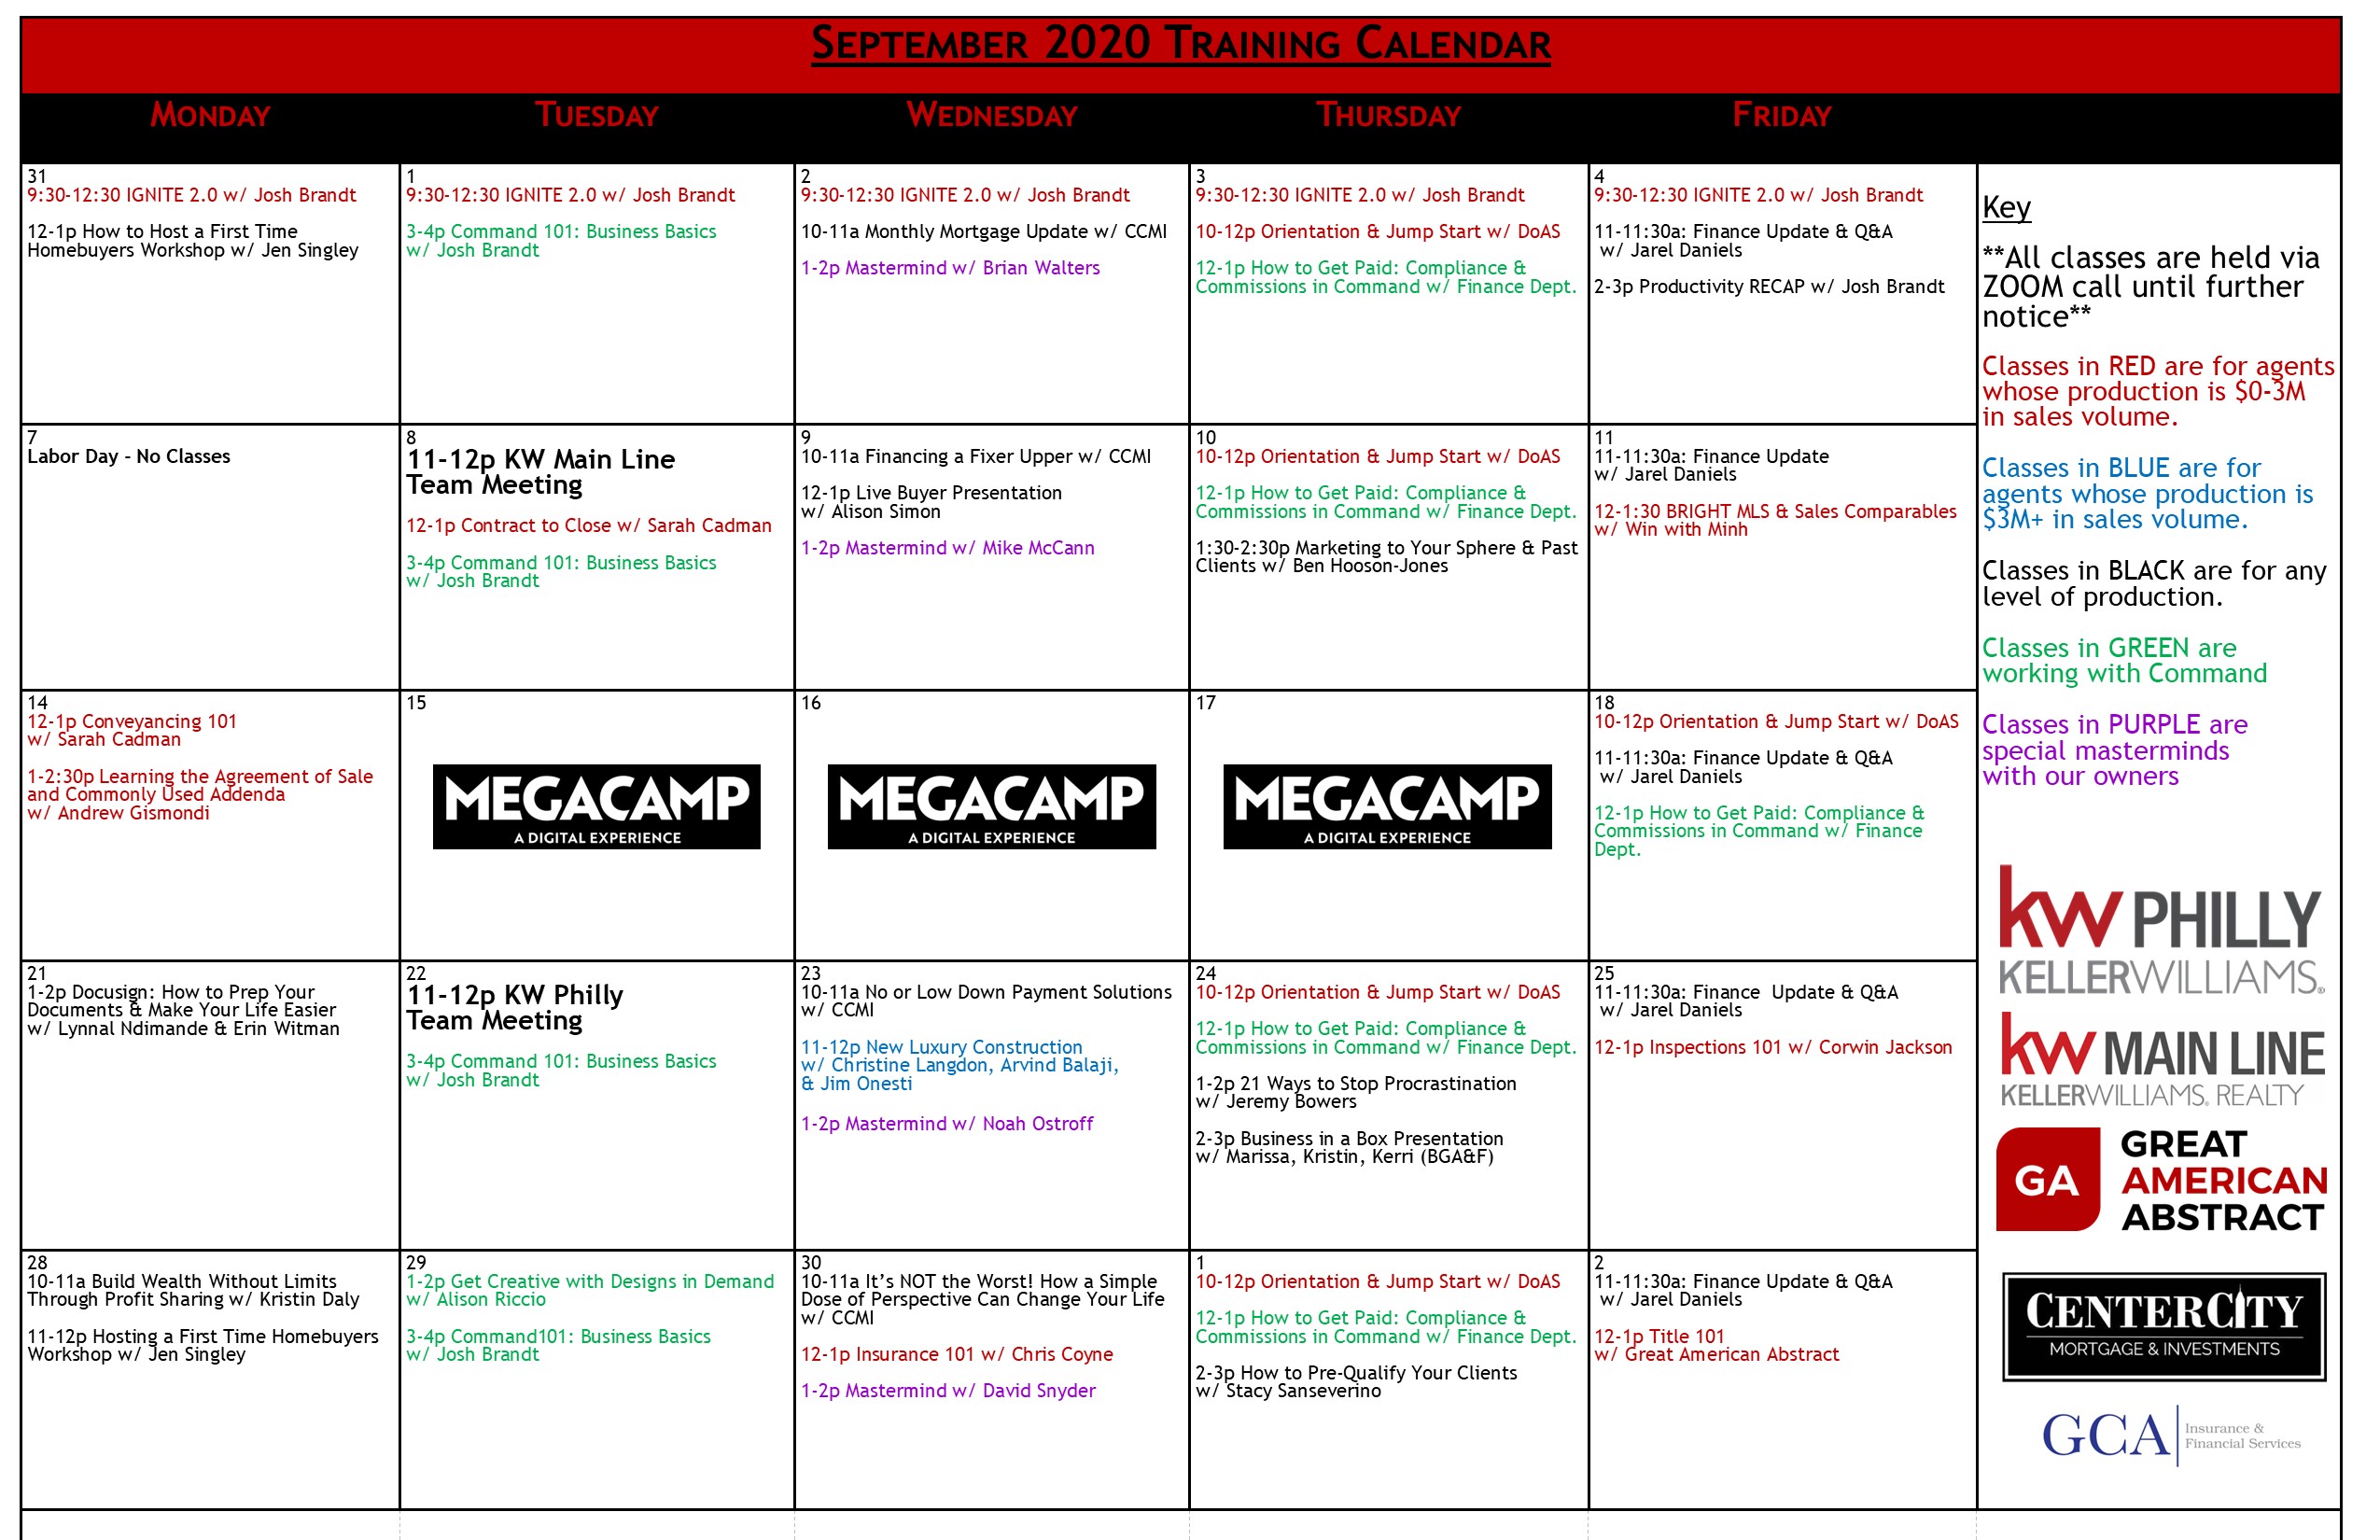 SEPTEMBER 2020 TRAINING CALENDAR
MONDAY
TUESDAY
WEDNESDAY
THURSDAY
FRIDAY
31
9:30-12:30 IGNITE 2.0 w/ Josh Brandt
12-1p How to Host a First Time
Homebuyers Workshop w/ Jen Singley
1
9:30-12:30 IGNITE 2.0 w/ Josh Brandt
3-4p Command 101: Business Basics
w/ Josh Brandt
2
9:30-12:30 IGNITE 2.0 w/ Josh Brandt
10-11a Monthly Mortgage Update w/ CCMI
1-2p Mastermind w/ Brian Walters
3
9:30-12:30 IGNITE 2.0 w/ Josh Brandt
10-12p Orientation & Jump Start w/ DoAS
12-1p How to Get Paid: Compliance &
Commissions in Command w/ Finance Dept.
4
9:30-12:30 IGNITE 2.0 w/ Josh Brandt
11-11:30a: Finance Update & Q&A
w/ Jarel Daniels
2-3p Productivity RECAP w/ Josh Brandt
7
Labor Day - No Classes
8
11-12p KW Main Line
Team Meeting
12-1p Contract to Close w/ Sarah Cadman
3-4p Command 101: Business Basics
w/ Josh Brandt
9
10-11a Financing a Fixer Upper w/ CCMI
12-1p Live Buyer Presentation
w/ Alison Simon
1-2p Mastermind w/ Mike McCann
10
10-12p Orientation & Jump Start w/ DoAS
12-1p How to Get Paid: Compliance &
Commissions in Command w/ Finance Dept.
1:30-2:30p Marketing to Your Sphere & Past
Clients w/ Ben Hooson-Jones
11
11-11:30a: Finance Update
w/ Jarel Daniels
12-1:30 BRIGHT MLS & Sales Comparables
w/ Win with Minh
14
12-1p Conveyancing 101
w/ Sarah Cadman
1-2:30p Learning the Agreement of Sale
and Commonly Used Addenda
w/ Andrew Gismondi
15
MEGACAMP
A DIGITAL EXPERIENCE
16
MEGACAMP
A DIGITAL EXPERIENCE
17
MEGACAMP
A DIGITAL EXPERIENCE
18
10-12p Orientation & Jump Start w/ DoAS
11-11:30a: Finance Update & Q&A
w/ Jarel Daniels
12-1p How to Get Paid: Compliance &
Commissions in Command w/ Finance
Dept.
21
1-2p Docusign: How to Prep Your
Documents & Make Your Life Easier
w/ Lynnal Ndimande & Erin Witman
22
11-12p KW Philly
Team Meeting
3-4p Command 101: Business Basics
w/ Josh Brandt
23
10-11a No or Low Down Payment Solutions
w/ CCMI
11-12p New Luxury Construction
w/ Christine Langdon, Arvind Balaji,
& Jim Onesti
1-2p Mastermind w/ Noah Ostroff
24
10-12p Orientation & Jump Start w/ DoAS
12-1p How to Get Paid: Compliance &
Commissions in Command w/ Finance Dept.
1-2p 21 Ways to Stop Procrastination
w/ Jeremy Bowers
2-3p Business in a Box Presentation
w/ Marissa, Kristin, Kerri (BGA&F)
25
11-11:30a: Finance Update & Q&A
w/ Jarel Daniels
12-1p Inspections 101 w/ Corwin Jackson
28
10-11a Build Wealth Without Limits
Through Profit Sharing w/ Kristin Daly
11-12p Hosting a First Time Homebuyers
Workshop w/ Jen Singley
29
1-2p Get Creative with Designs in Demand
w/ Alison Riccio
3-4p Command101: Business Basics
w/ Josh Brandt
30
10-11a It's NOT the Worst! How a Simple
Dose of Perspective Can Change Your Life
w/ CCMI
12-1p Insurance 101 w/ Chris Coyne
1-2p Mastermind w/ David Snyder
1
10-12p Orientation & Jump Start w/ DoAS
12-1p How to Get Paid: Compliance &
Commissions in Command w/ Finance Dept.
2-3p How to Pre-Qualify Your Clients
w/ Stacy Sanseverino
2
11-11:30a: Finance Update & Q&A
w/ Jarel Daniels
12-1p Title 101
w/ Great American Abstract
Key
**All classes are held via
ZOOM call until further
notice**
Classes in RED are for agents
whose production is $0-3M
in sales volume.
Classes in BLUE are for
agents whose production is
$3M+ in sales volume.
Classes in BLACK are for any
level of production.
Classes in GREEN are
working with Command
Classes in PURPLE are
special masterminds
with our owners
kw PHILLY
KELLERWILLIAMS®
kw MAIN LINE
KELLERWILLIAMS. REALTY
GA
GREAT
AMERICAN
ABSTRACT
CENTERCITY
MORTGAGE & INVESTMENTS
GCA
Insurance &
Financial Services